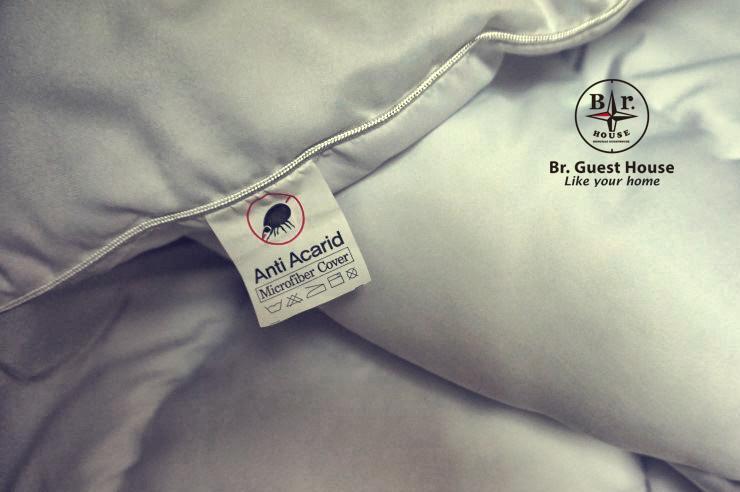 B r.
HOUSE
Br. Guest House
Like your home
Anti Acarid
Microfiber Cover